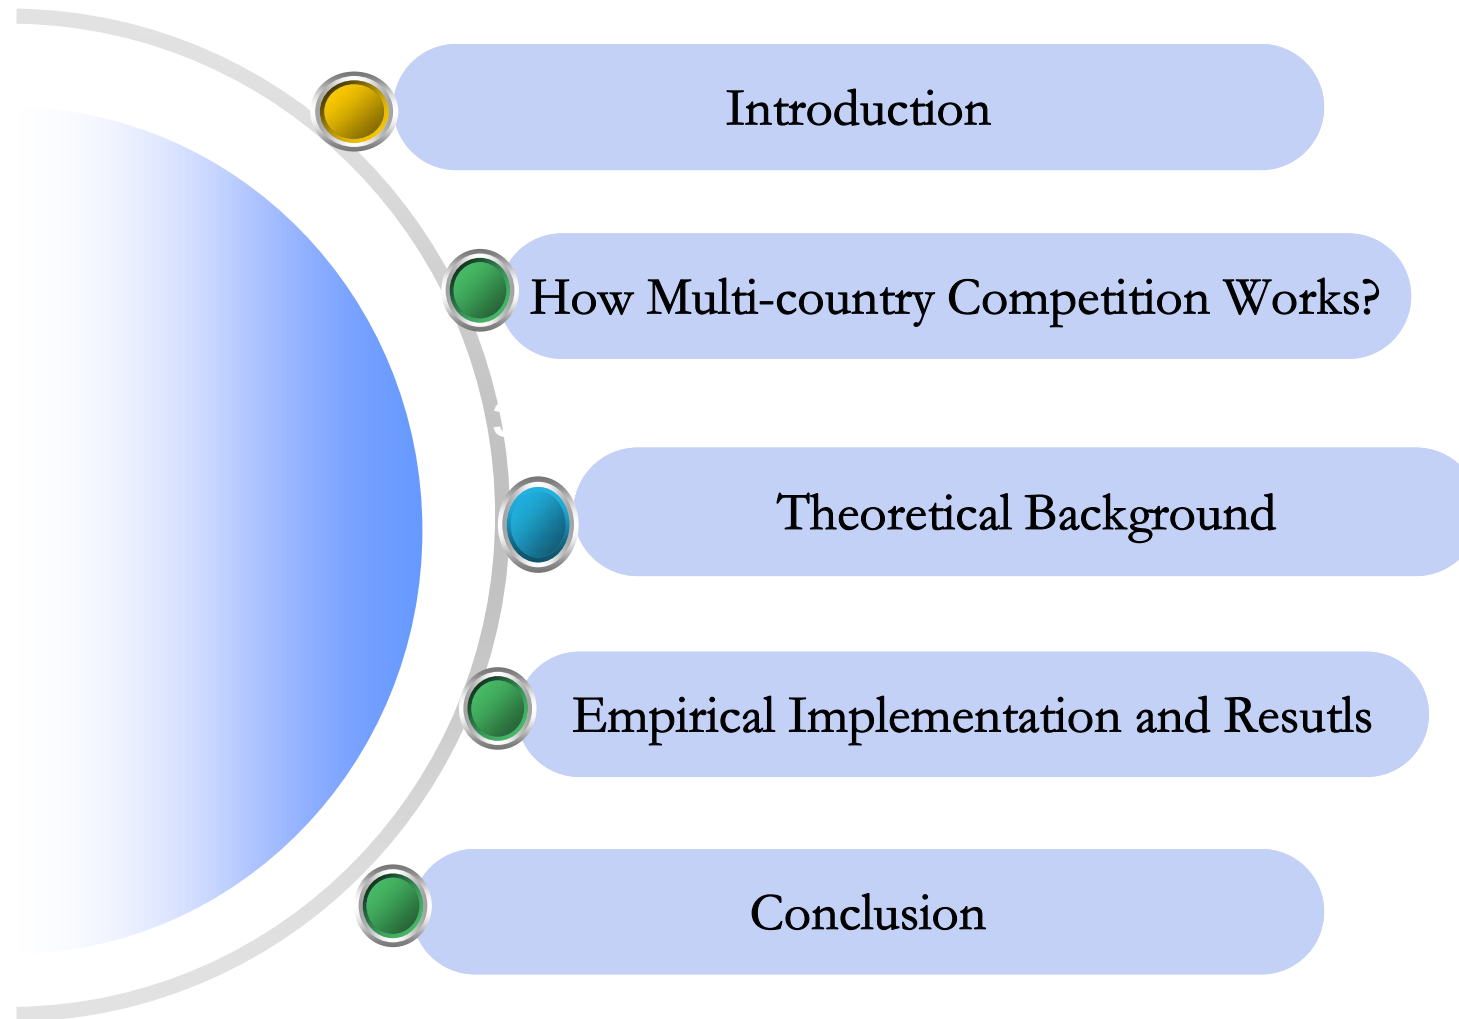 Introduction
How Multi-country Competition Works?
Theoretical Background
Empirical Implementation and Resutls
Conclusion